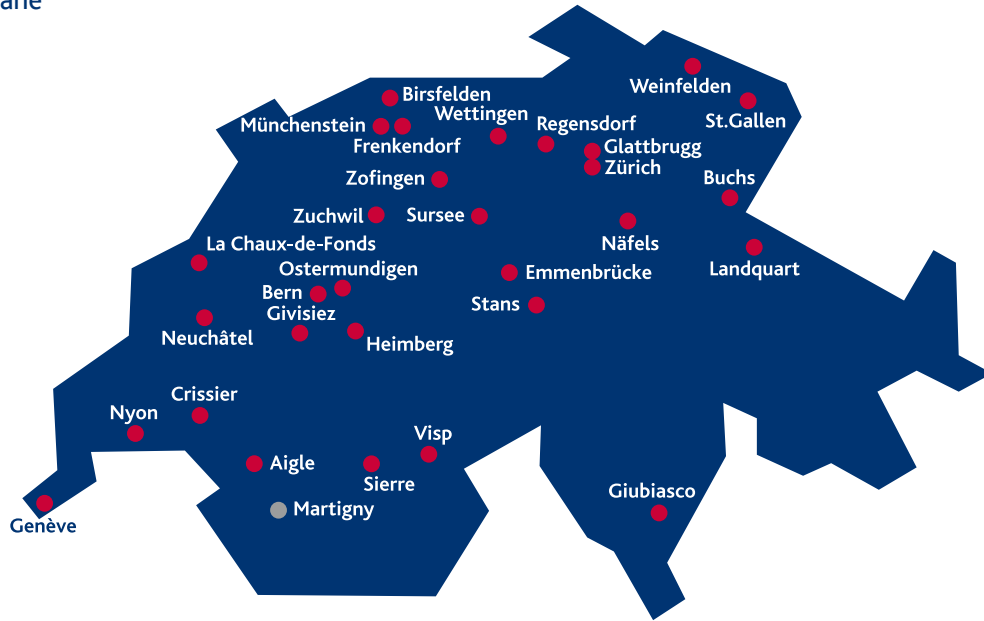 ane
Weinfelden
Birsfelden
Wettingen
St.Gallen
Münchenstein
Regensdorf
Frenkendorf
Glattbrugg
Zürich
Zofingen
Buchs
Zuchwil
Sursee
La Chaux-de-Fonds
Näfels
Ostermundigen
Emmenbrücke
Landquart
Bern
Stans
Givisiez
Neuchâtel
Heimberg
Crissier
Nyon
Visp
Aigle
Sierre
Giubiasco
Martigny
Genève